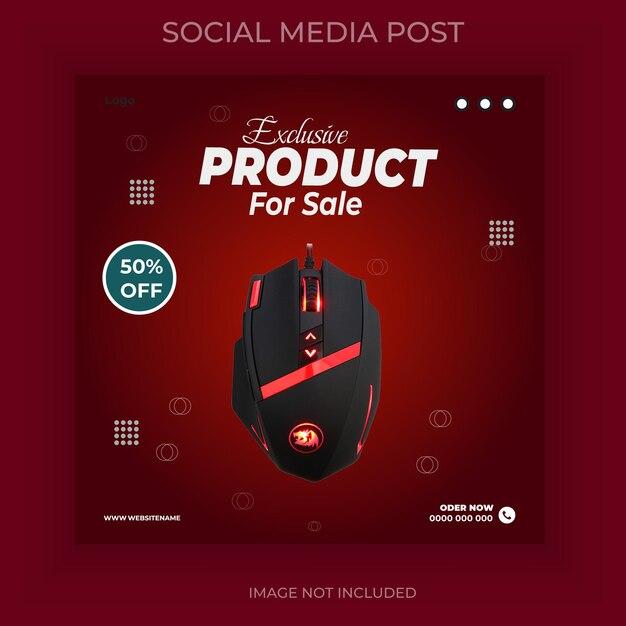 SOCIAL MEDIA POST
Logo
Exclusive
PRODUCT
For Sale
50%
OFF
WWW.WEBSITENAME
ODER NOW
0000 000 000
IMAGE NOT INCLUDED